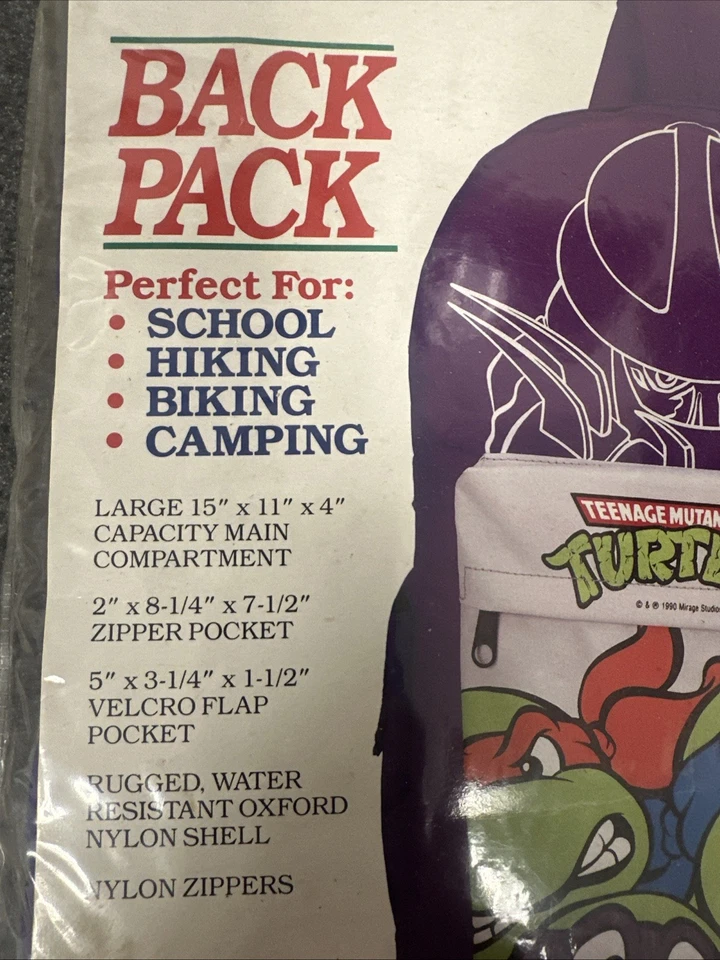 BACK
PACK
Perfect For:
• SCHOOL
• HIKING
• BIKING
• CAMPING
LARGE 15" x 11" x 4"
CAPACITY MAIN
COMPARTMENT
2" x 8-1/4" x 7-1/2"
ZIPPER POCKET
5" x 3-1/4" x 1-1/2"
VELCRO FLAP
POCKET
RUGGED, WATER
RESISTANT OXFORD
NYLON SHELL
NYLON ZIPPERS
TEENAGE MUTAN
TURTL
© & ® 1990 Mirage Studio